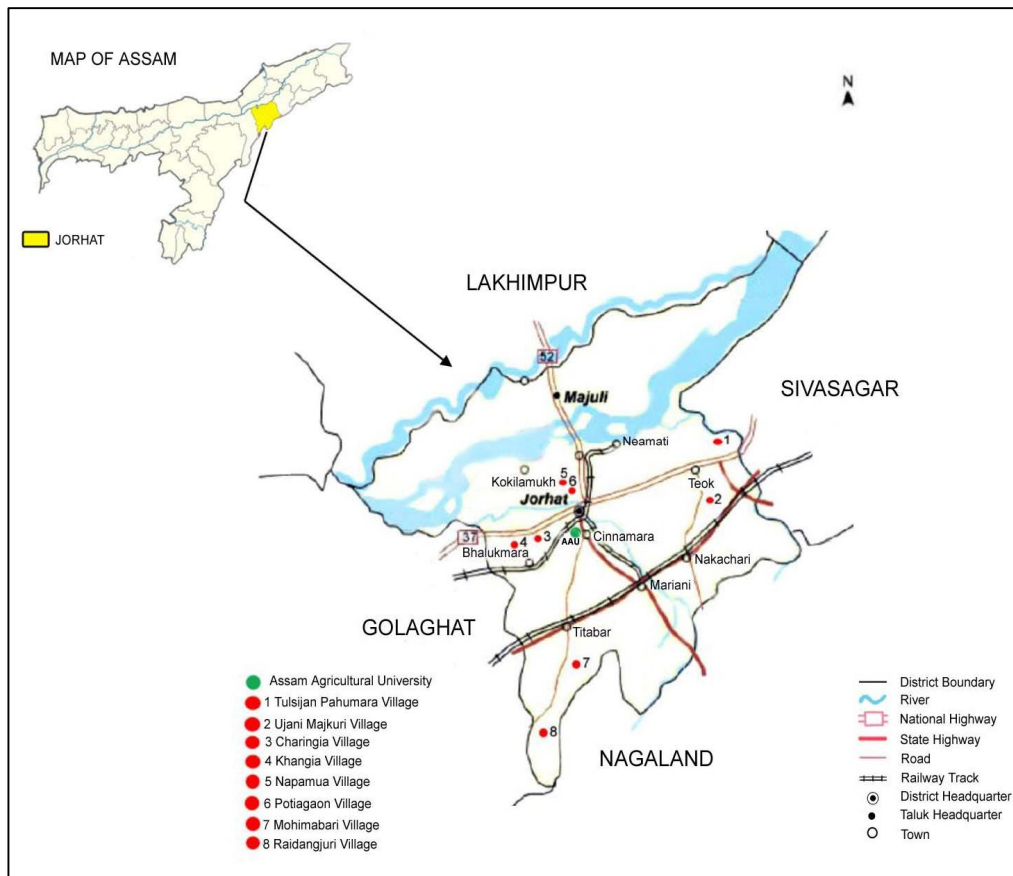 MAP OF ASSAM
N
JORHAT
LAKHIMPUR
52
SIVASAGAR
Majuli
1
Neamati
Kokilamukh
5
6
Teok
2
Jorhat
37
4
3
AAU
Cinnamara
Bhalukmara
Nakachari
Mariani
GOLAGHAT
Titabar
7
8
NAGALAND
Assam Agricultural University
1 Tulsijan Pahumara Village
2 Ujani Majkuri Village
3 Charingia Village
4 Khangia Village
5 Napamua Village
6 Potiagaon Village
7 Mohimabari Village
8 Raidangjuri Village
District Boundary
River
National Highway
State Highway
Road
Railway Track
District Headquarter
Taluk Headquarter
Town